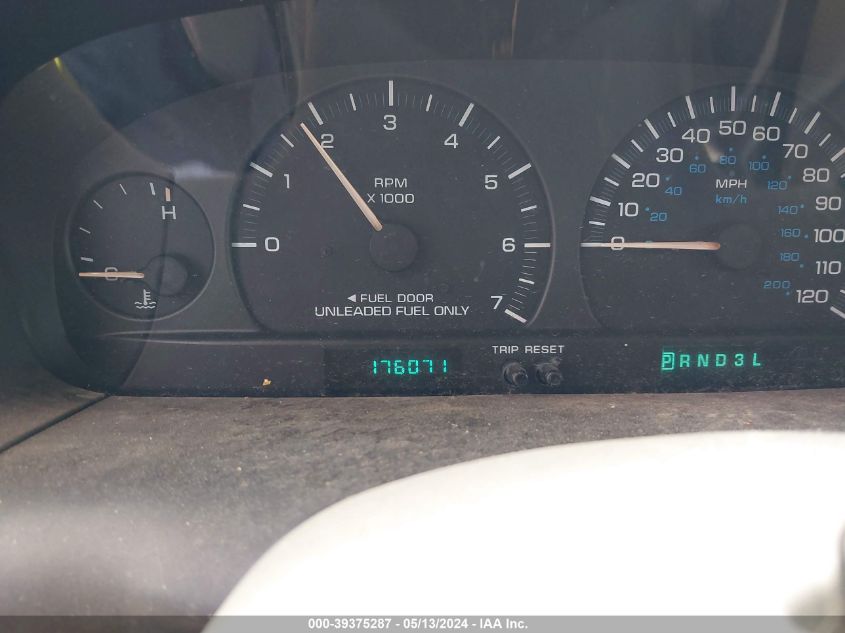 H
C
0
1
2
3
4
5
6
7
RPM
X 1000
◄ FUEL DOOR
UNLEADED FUEL ONLY
0
10
20
30
40
50
60
70
80
90
100
110
120
20
40
60
80
100
120
140
160
180
200
MPH
km/h
176071
TRIP RESET
P R N D 3 L
000-39375287 - 05/13/2024 - IAA Inc.